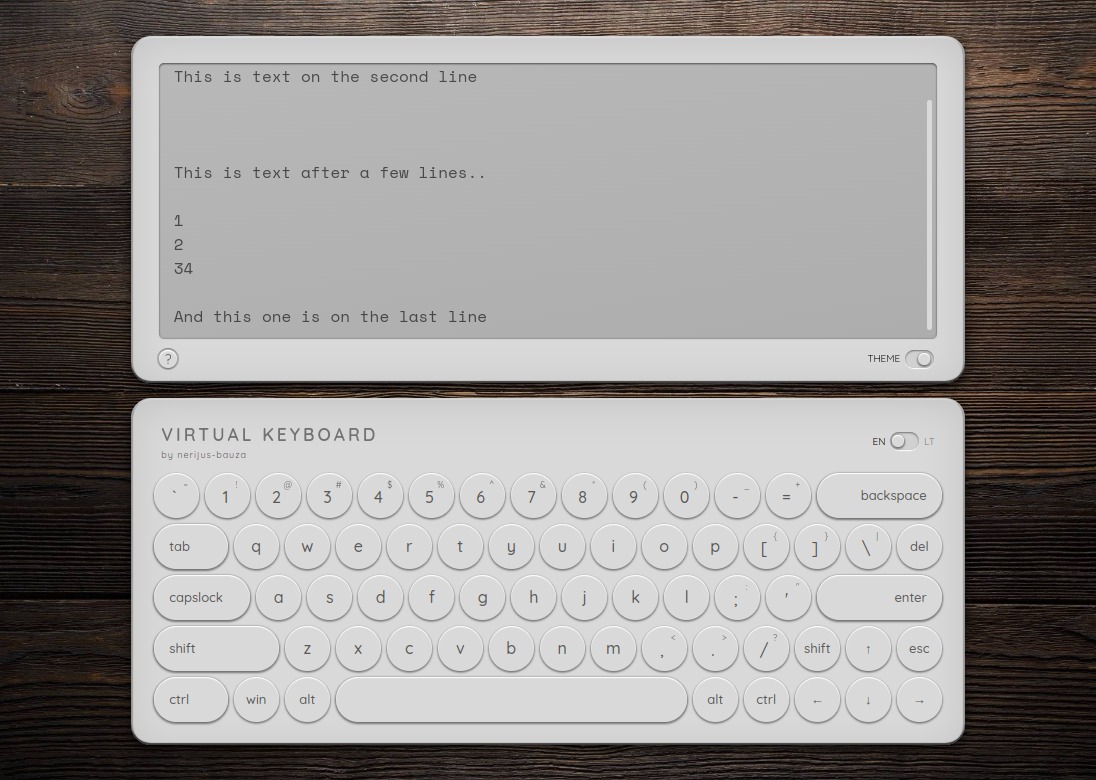 This is text on the second line
This is text after a few lines..
1
2
34
And this one is on the last line
?
THEME
VIRTUAL KEYBOARD
by nerijus-bauza
EN LT
` ~ 1 ! 2 @ 3 # 4 $ 5 % 6 ^ 7 & 8 * 9 ( 0 ) - _ = + backspace
tab q w e r t y u i o p [ { ] } \ | del
capslock a s d f g h j k l ; : ' " enter
shift z x c v b n m , < . > / ? shift ↑ esc
ctrl win alt alt ctrl ← ↓ →